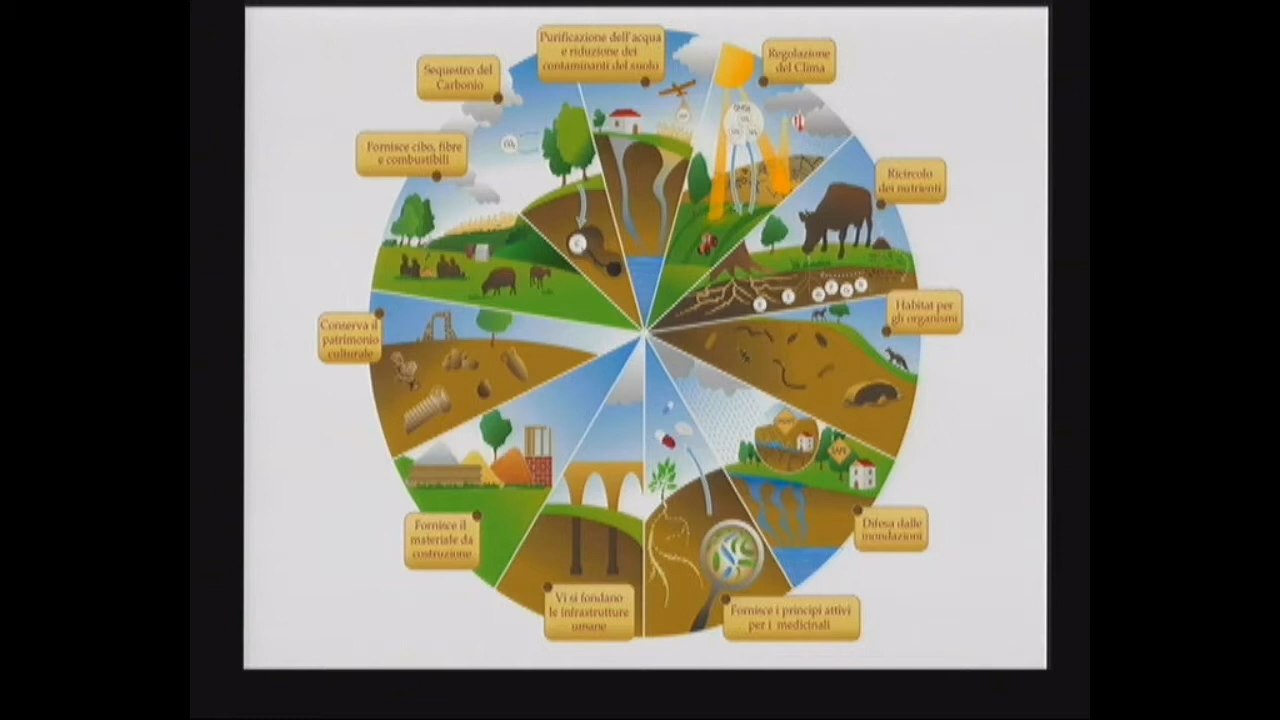 Purificazione dell'acqua
e riduzione dei
contaminanti del suolo
Regolazione
del Clima
Sequestro del
Carbonio
Fornisce cibo, fibre
e combustibili
Ricircolo
dei nutrienti
Habitat per
gli organismi
Conserva il
patrimonio
culturale
Difesa dalle
inondazioni
Fornisce il
materiale da
costruzione
Vi si fondano
le infrastrutture
umane
Fornisce i principi attivi
per i medicinali